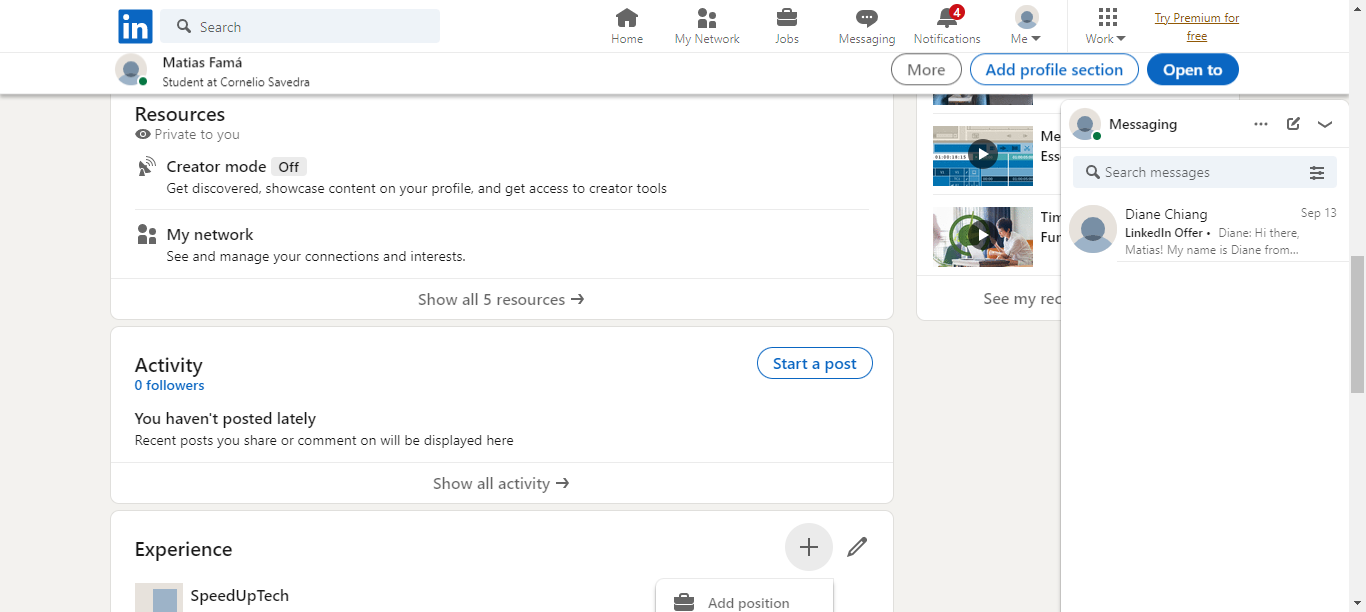 in
Search
Home
My Network
Jobs
Messaging
4
Notifications
Me
Work
Try Premium for
free
Matias Famá
Student at Cornelio Savedra
More
Add profile section
Open to
Resources
Private to you
Creator mode Off
Get discovered, showcase content on your profile, and get access to creator tools
My network
See and manage your connections and interests.
Show all 5 resources →
Me
Ess
Tim
Fur
See my rec
Messaging
Search messages
Diane Chiang Sep 13
LinkedIn Offer • Diane: Hi there,
Matias! My name is Diane from...
Activity
0 followers
Start a post
You haven't posted lately
Recent posts you share or comment on will be displayed here
Show all activity →
Experience
SpeedUpTech
Add position